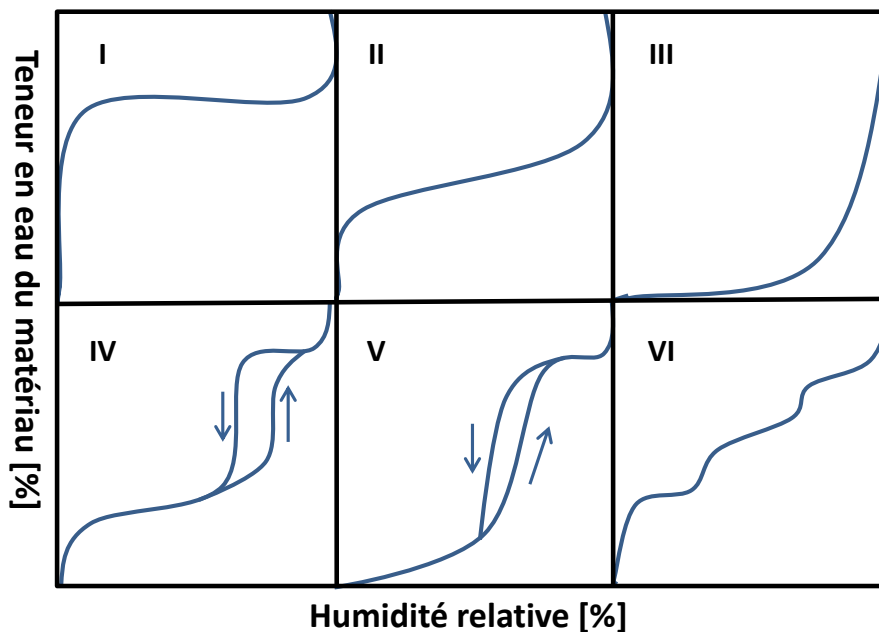 Teneur en eau du matériau [%]
I
II
III
IV
V
VI
Humidité relative [%]